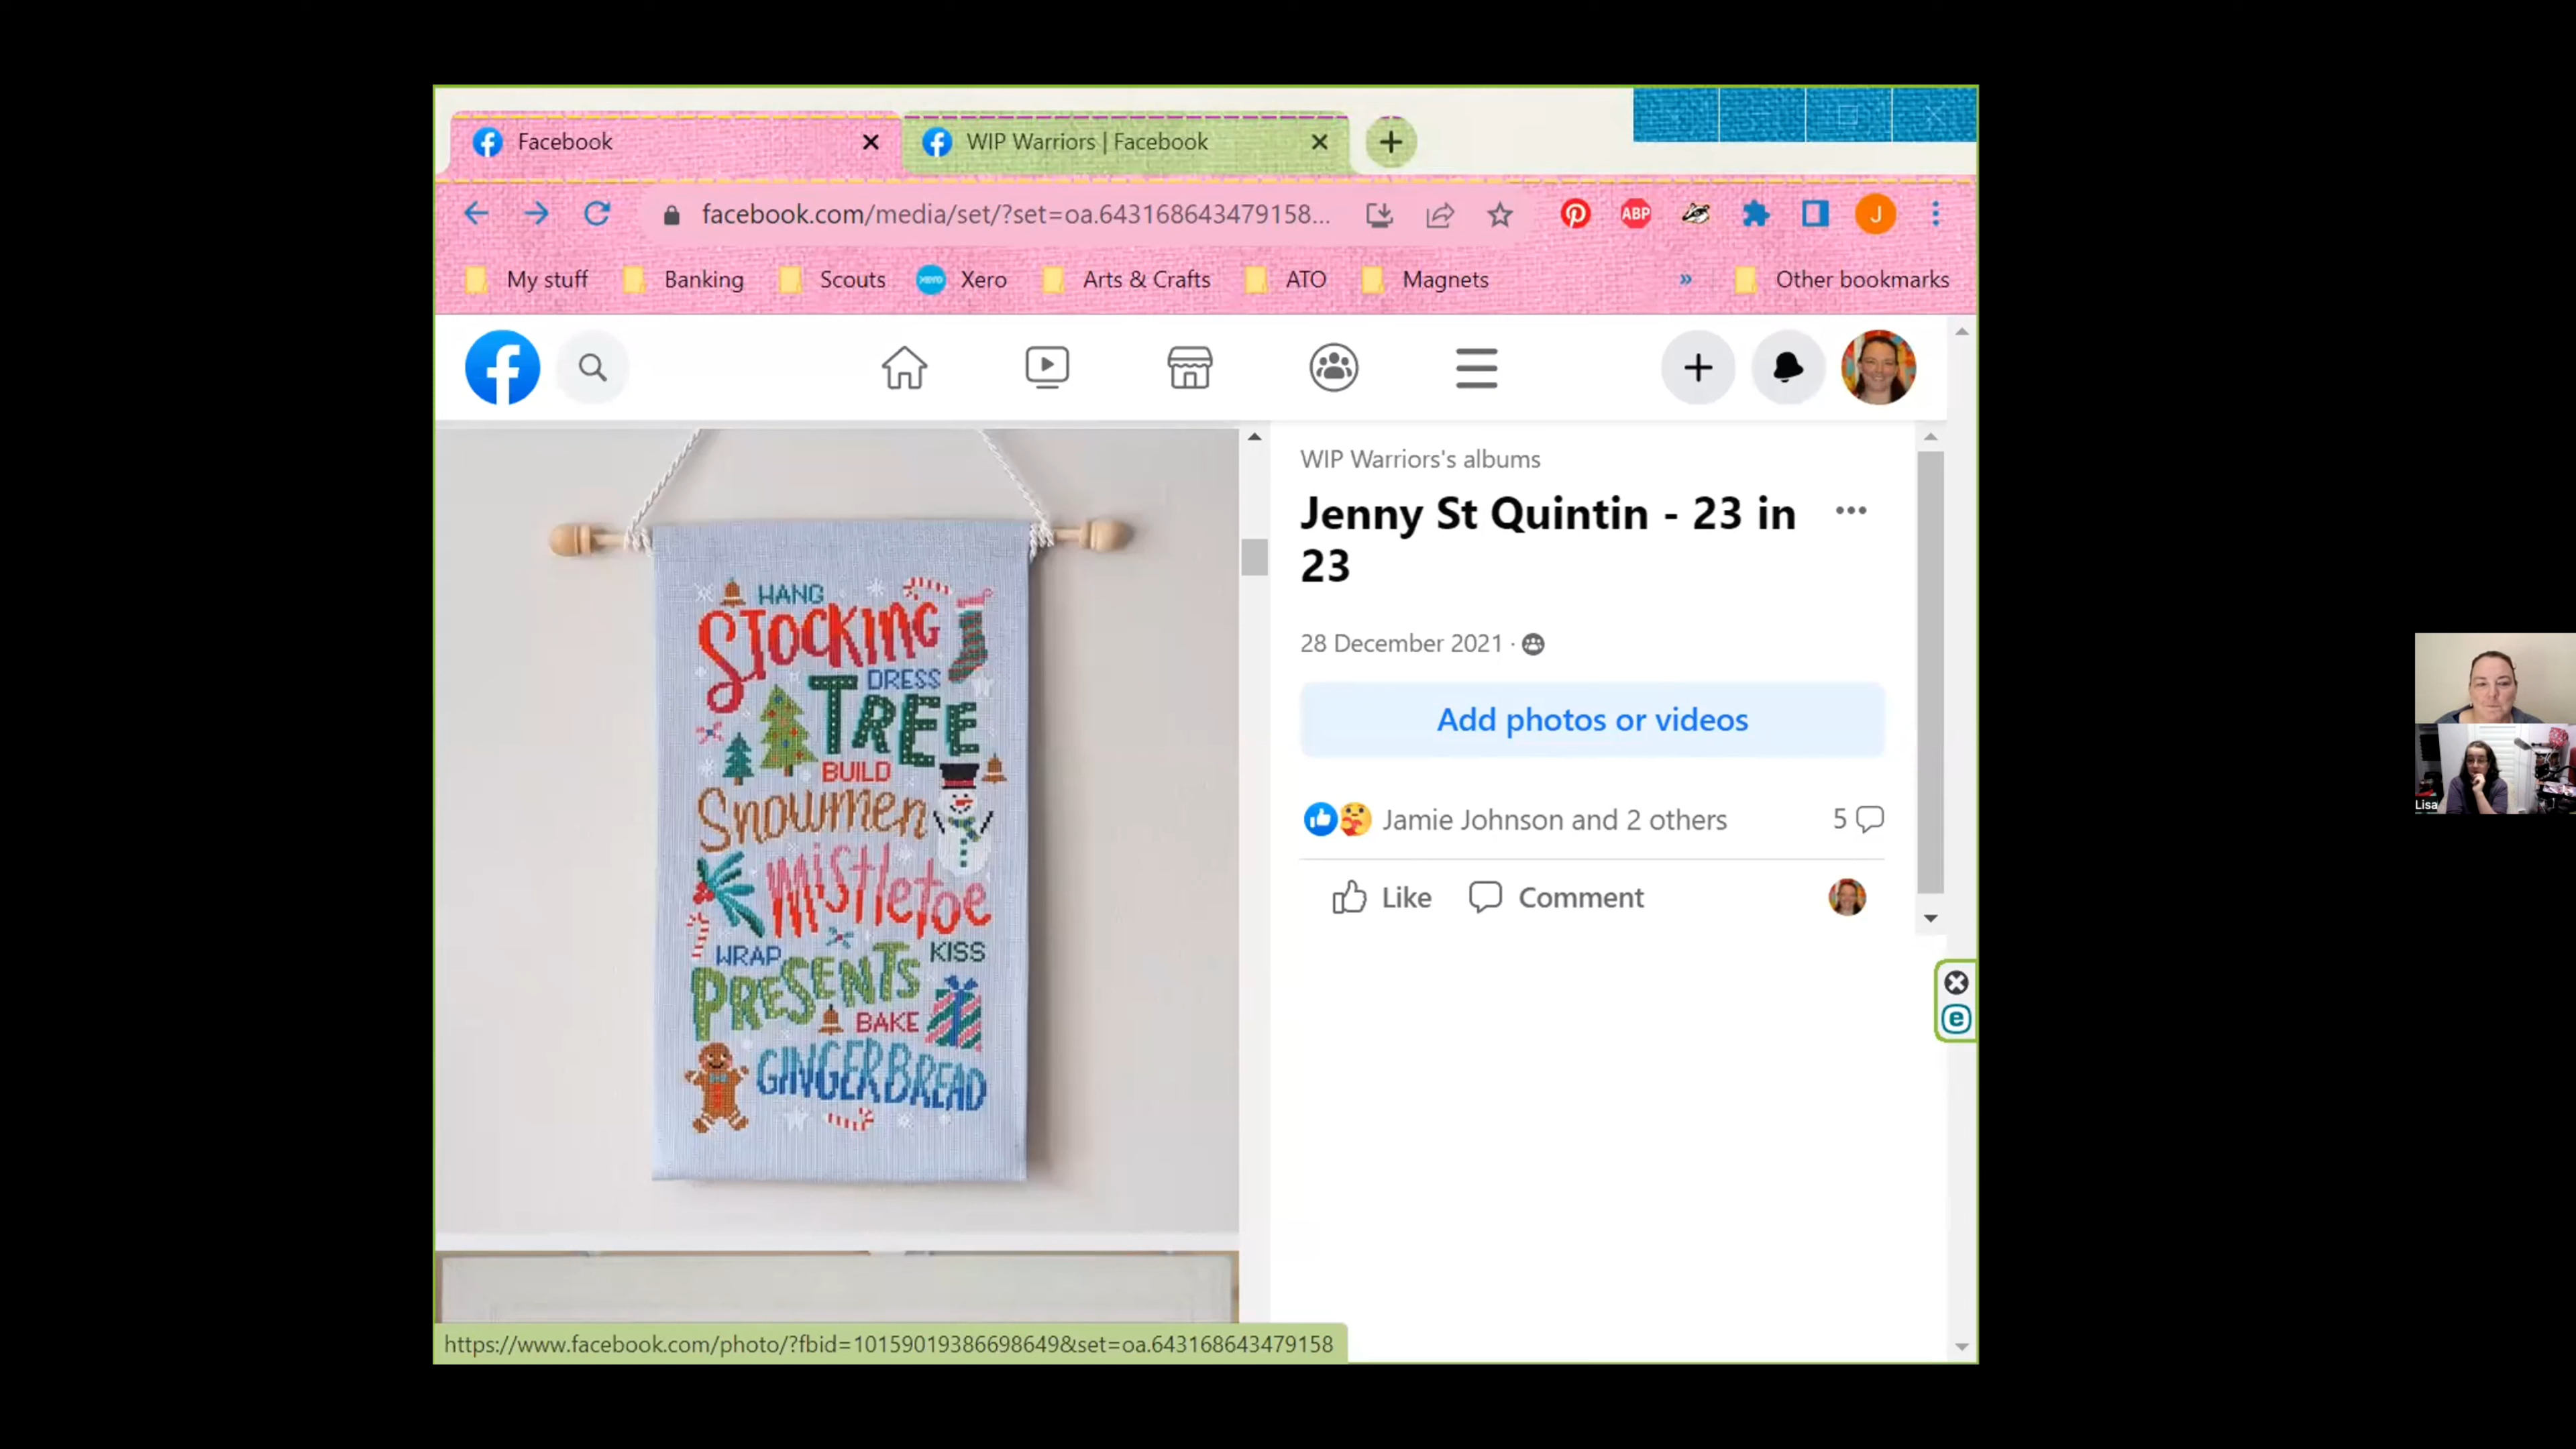 Facebook
WIP Warriors | Facebook
facebook.com/media/set/?set=oa.643168643479158...
ABP
J
My stuff
Banking
Scouts
xero
Xero
Arts & Crafts
ATO
Magnets
»
Other bookmarks
HANG
STOCKING
DRESS
TREE
BUILD
Snowmen
Mistletoe
WRAP
KISS
PRESENTS
BAKE
GINGERBREAD
WIP Warriors's albums
Jenny St Quintin - 23 in
23
28 December 2021 ·
Add photos or videos
Jamie Johnson and 2 others
5
Like
Comment
https://www.facebook.com/photo/?fbid=10159019386698649&set=oa.643168643479158
Lisa